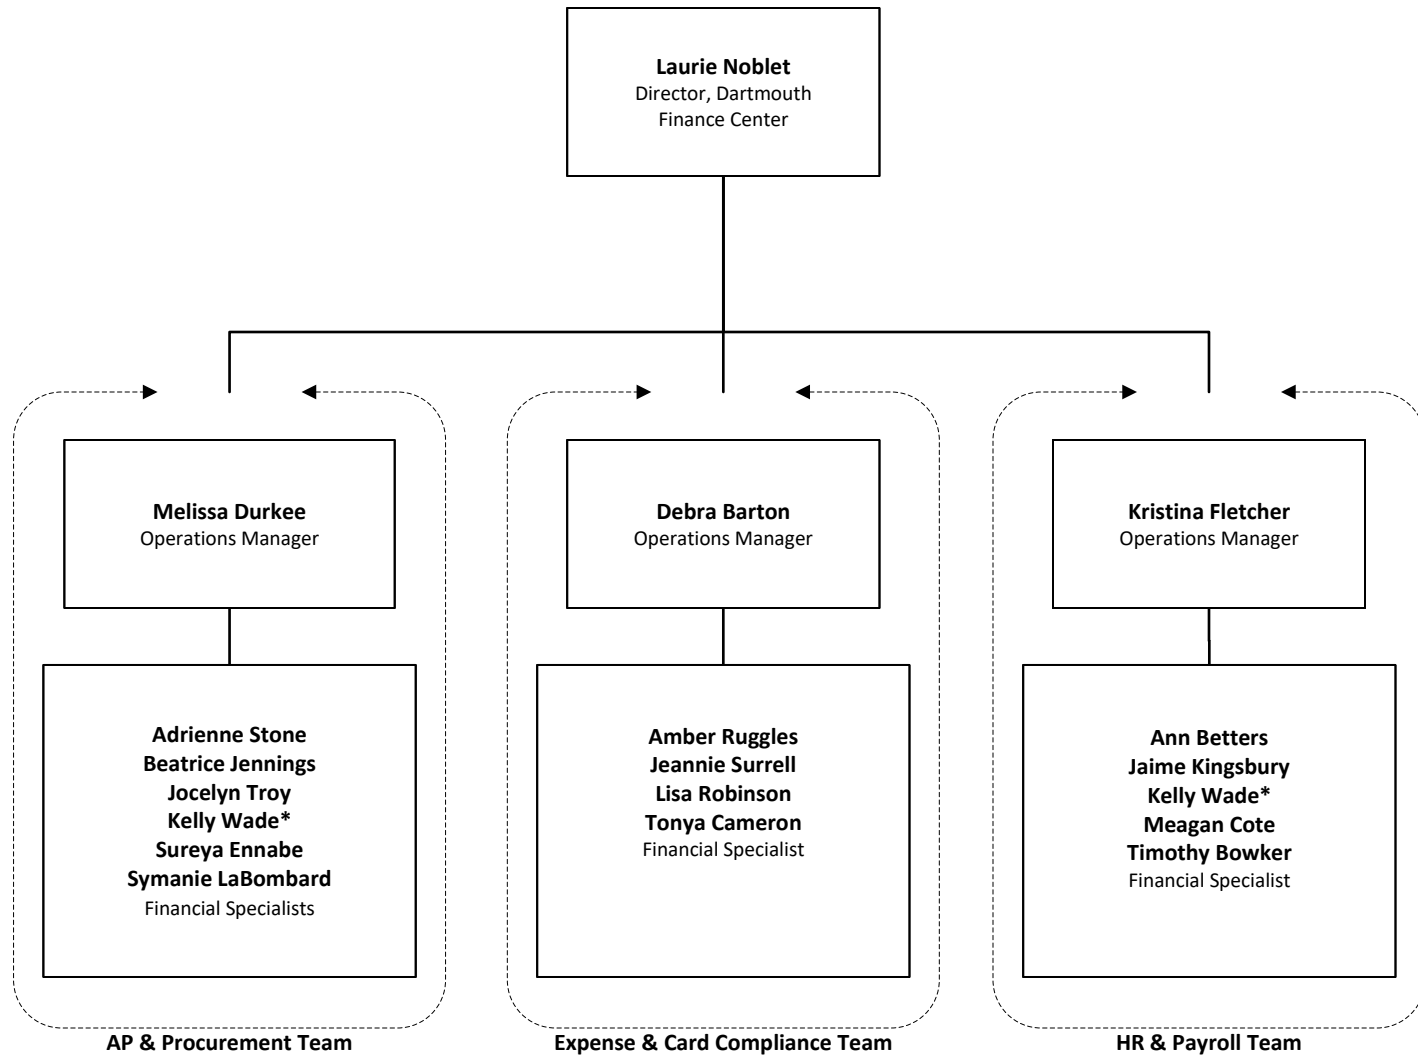 Laurie Noblet
Director, Dartmouth
Finance Center
Melissa Durkee
Operations Manager
Debra Barton
Operations Manager
Kristina Fletcher
Operations Manager
Adrienne Stone
Beatrice Jennings
Jocelyn Troy
Kelly Wade*
Sureya Ennabe
Symanie LaBombard
Financial Specialists
Amber Ruggles
Jeannie Surrell
Lisa Robinson
Tonya Cameron
Financial Specialist
Ann Betters
Jaime Kingsbury
Kelly Wade*
Meagan Cote
Timothy Bowker
Financial Specialist
AP & Procurement Team
Expense & Card Compliance Team
HR & Payroll Team